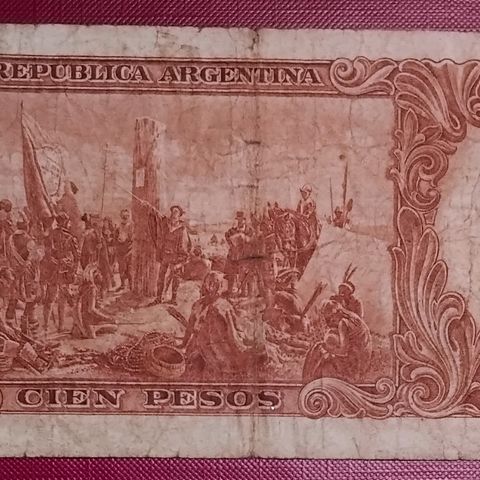 REPUBLICA ARGENTINA
CIEN PESOS